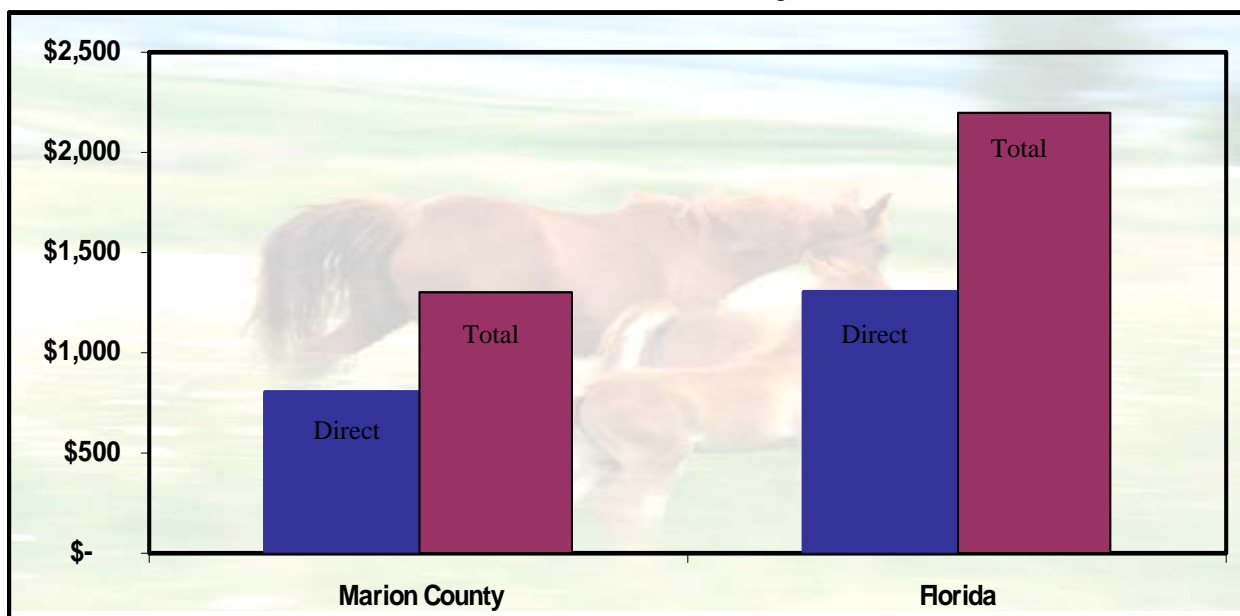 $2,500
$2,000
Total
$1,500
Total
Direct
$1,000
Direct
$500
$-
Marion County
Florida